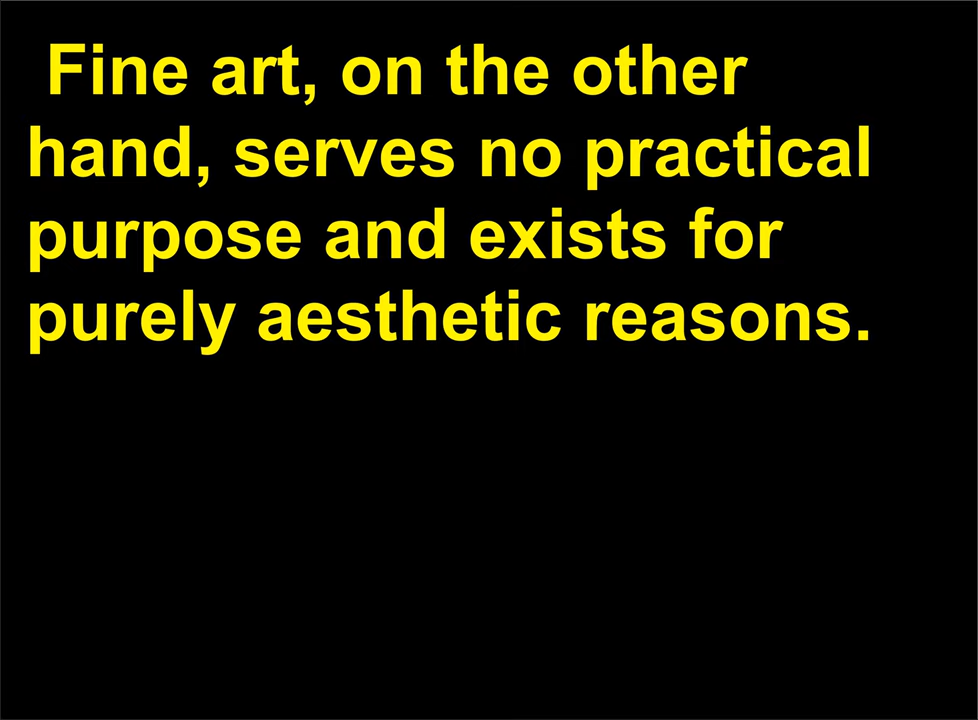 Fine art, on the other
hand, serves no practical
purpose and exists for
purely aesthetic reasons.